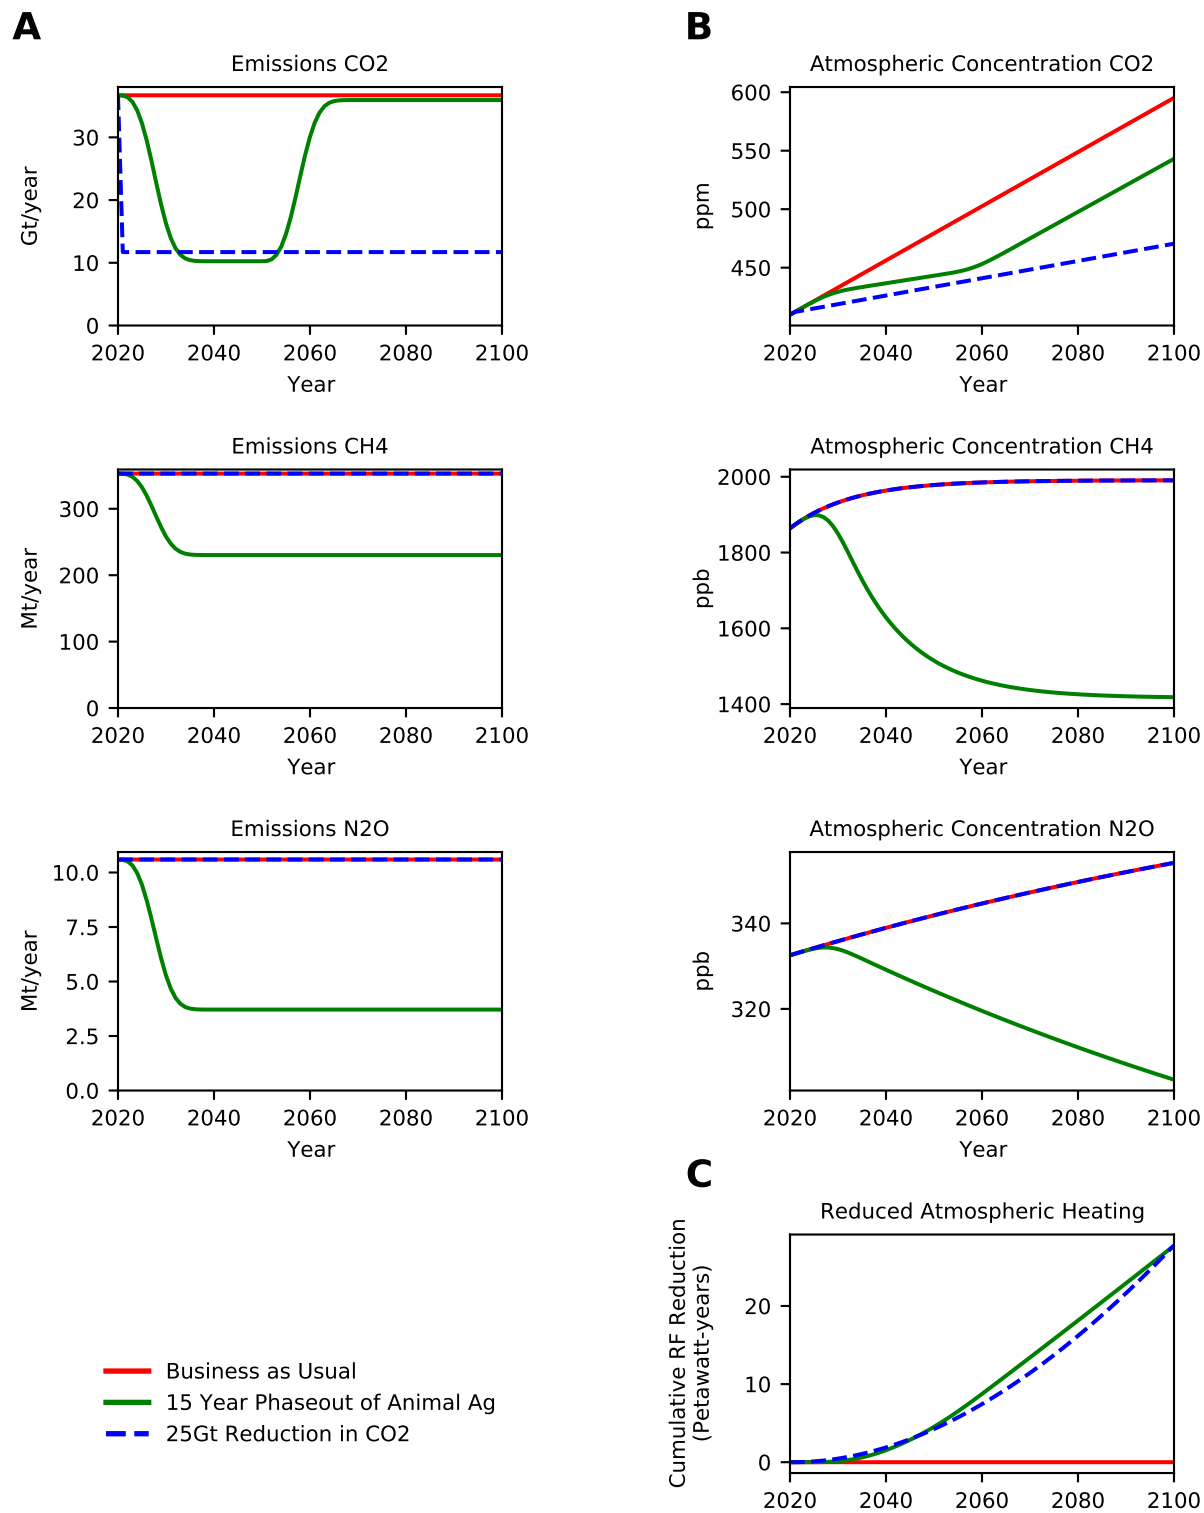 A
Emissions CO2
Gt/year
30
20
10
0
2020 2040 2060 2080 2100
Year
Emissions CH4
Mt/year
300
200
100
0
2020 2040 2060 2080 2100
Year
Emissions N2O
Mt/year
10.0
7.5
5.0
2.5
0.0
2020 2040 2060 2080 2100
Year
B
Atmospheric Concentration CO2
ppm
600
550
500
450
2020 2040 2060 2080 2100
Year
Atmospheric Concentration CH4
ppb
2000
1800
1600
1400
2020 2040 2060 2080 2100
Year
Atmospheric Concentration N2O
ppb
340
320
2020 2040 2060 2080 2100
Year
C
Reduced Atmospheric Heating
Cumulative RF Reduction
(Petawatt-years)
20
10
0
2020 2040 2060 2080 2100
Business as Usual
15 Year Phaseout of Animal Ag
25Gt Reduction in CO2